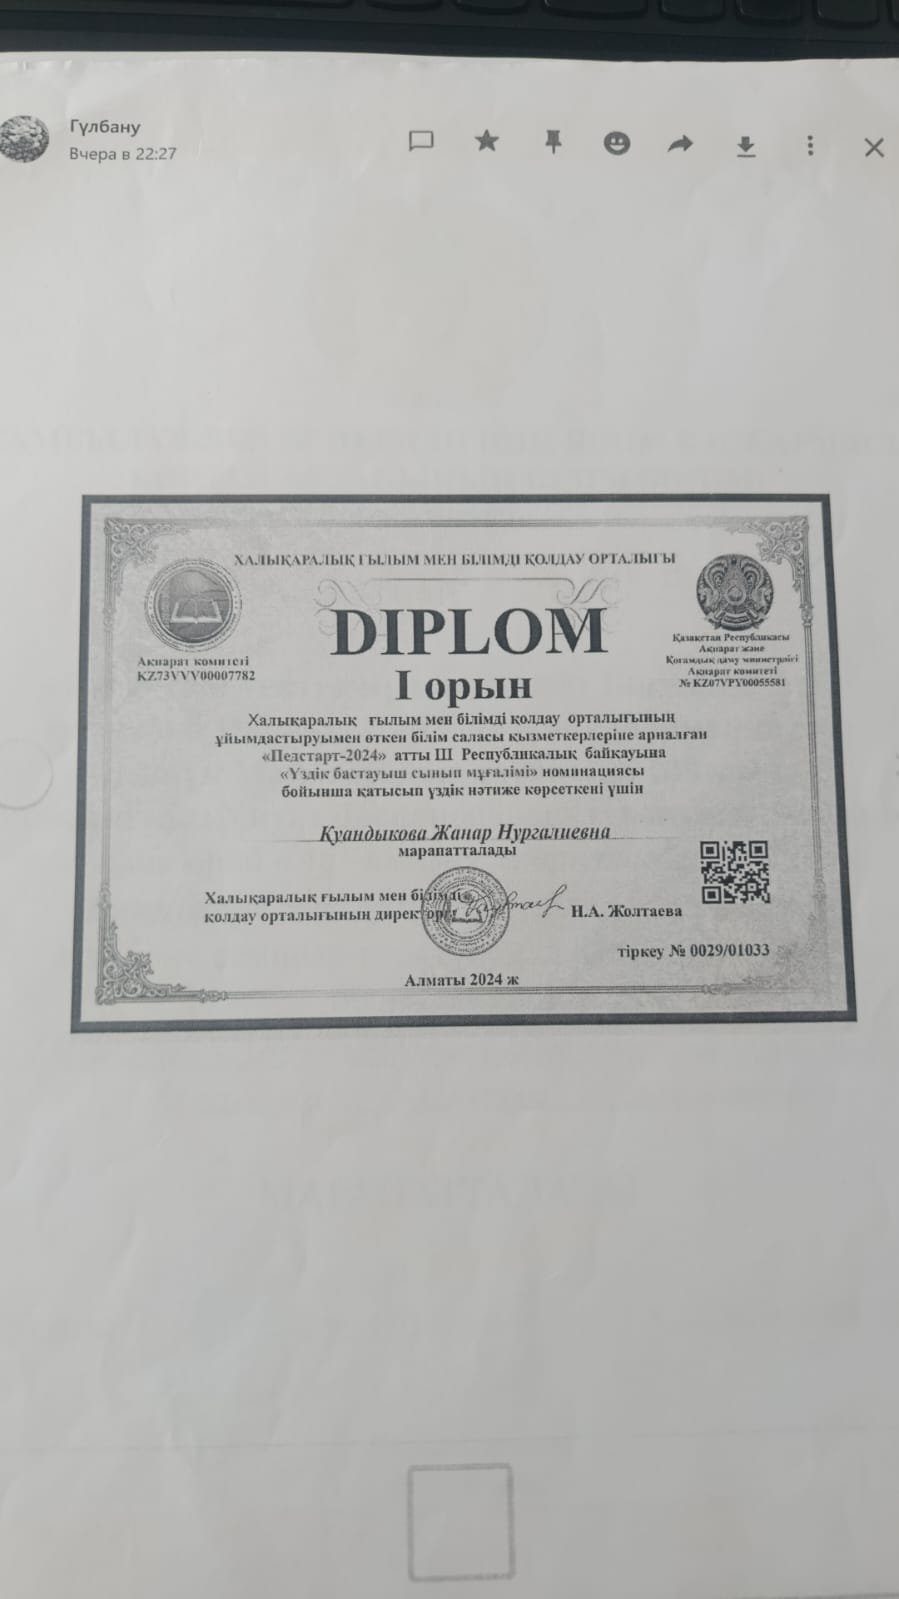 Гүлбану
Вчера в 22:27
ХАЛЫҚАРАЛЫҚ ҒЫЛЫМ МЕН БІЛІМДІ ҚОЛДАУ ОРТАЛЫҒЫ
DIPLOM
I орын
Ақпарат комитеті
KZ73VVY00007782
Қазақстан Республикасы
Ақпарат және
Қоғамдық даму министрлігі
Ақпарат комитеті
№ KZ07VPY00055581
Халықаралық ғылым мен білімді қолдау орталығының
ұйымдастыруымен өткен білім саласы қызметкерлеріне арналған
«Педстарт-2024» атты III Республикалық байқауына
«Үздік бастауыш сынып мұғалімі» номинациясы
бойынша қатысып үздік нәтиже көрсеткені үшін
Куандыкова Жанар Нургалиевна
марапатталады
Халықаралық ғылым мен білімді
қолдау орталығының директоры
Н.А. Жолтаева
тіркеу № 0029/01033
Алматы 2024 ж